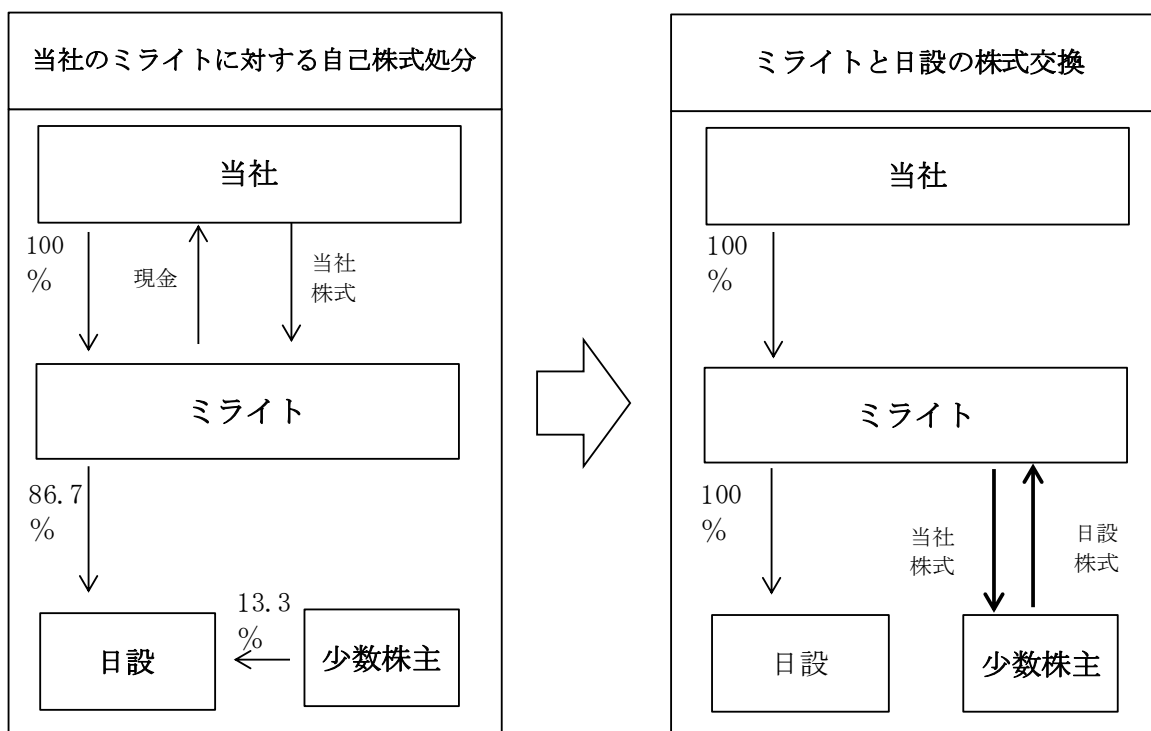 当社のミライトに対する自己株式処分
当社
100
%
現金
当社
株式
ミライト
86.7
%
13.3
%
日設
少数株主
ミライトと日設の株式交換
当社
100
%
ミライト
100
%
当社
株式
日設
株式
日設
少数株主